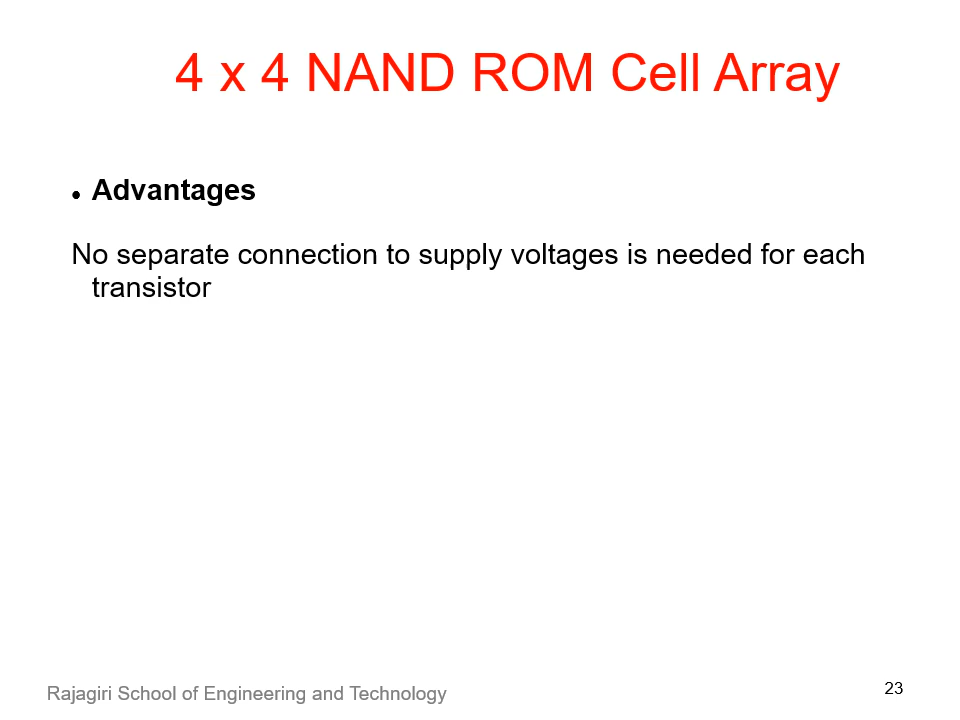 4 x 4 NAND ROM Cell Array
● Advantages
No separate connection to supply voltages is needed for each
transistor
Rajagiri School of Engineering and Technology
23